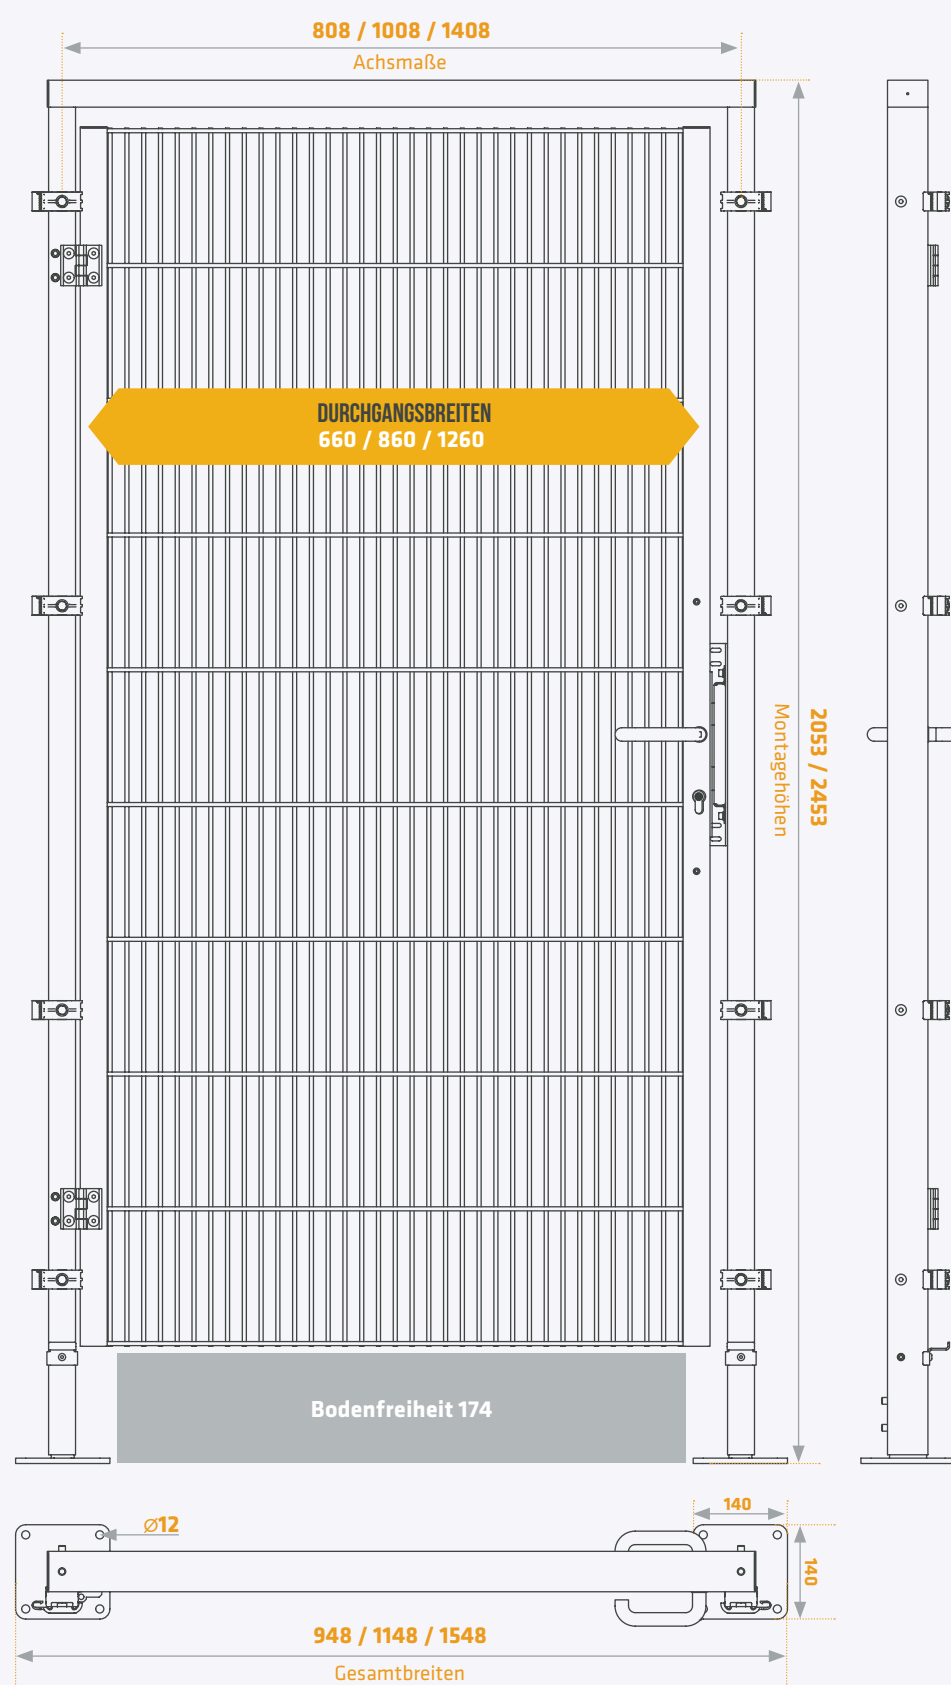 808 / 1008 / 1408
Achsmaße
DURCHGANGSBREITEN
660 / 860 / 1260
2053 / 2453
Montagehöhen
Bodenfreiheit 174
140
Ø12
140
948 / 1148 / 1548
Gesamtbreiten